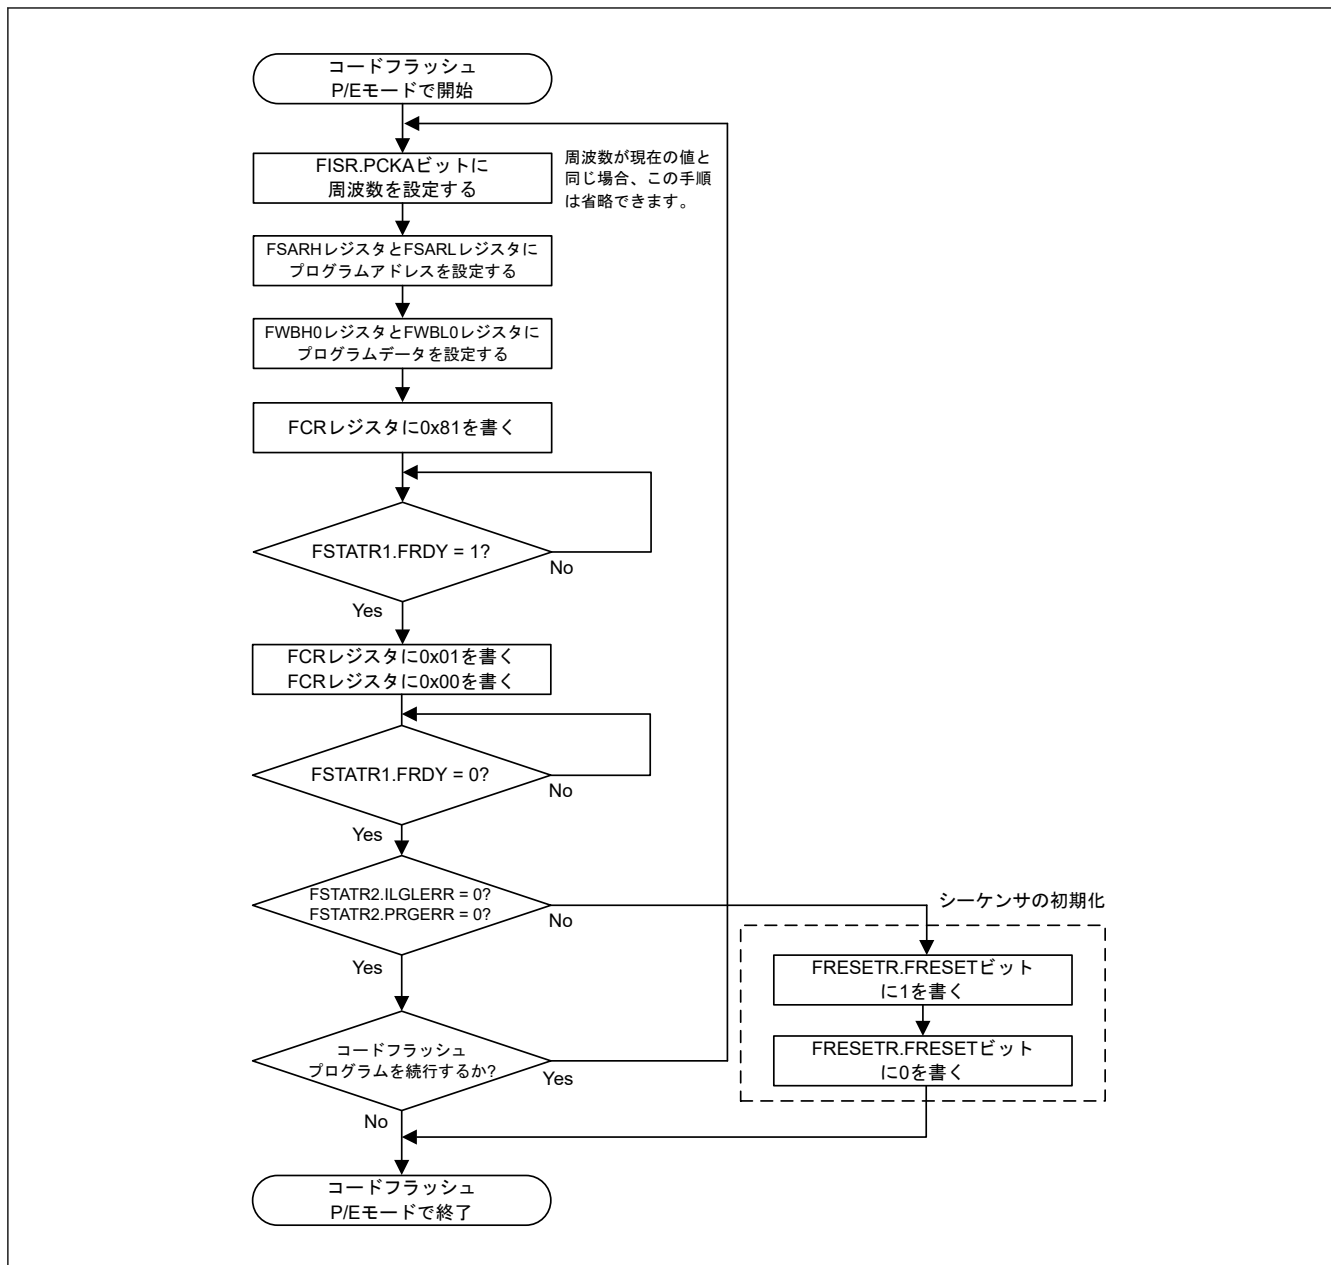 コードフラッシュ
P/Eモードで開始
FISR.PCKAビットに
周波数を設定する
周波数が現在の値と
同じ場合、この手順
は省略できます。
FSARHレジスタとFSARLレジスタに
プログラムアドレスを設定する
FWBH0レジスタとFWBL0レジスタに
プログラムデータを設定する
FCRレジスタに0x81を書く
FSTATR1.FRDY = 1?
No
Yes
FCRレジスタに0x01を書く
FCRレジスタに0x00を書く
FSTATR1.FRDY = 0?
No
Yes
FSTATR2.ILGLERR = 0?
FSTATR2.PRGERR = 0?
No
Yes
シーケンサの初期化
FRESETR.FRESETビット
に1を書く
FRESETR.FRESETビット
に0を書く
コードフラッシュ
プログラムを続行するか?
Yes
No
コードフラッシュ
P/Eモードで終了